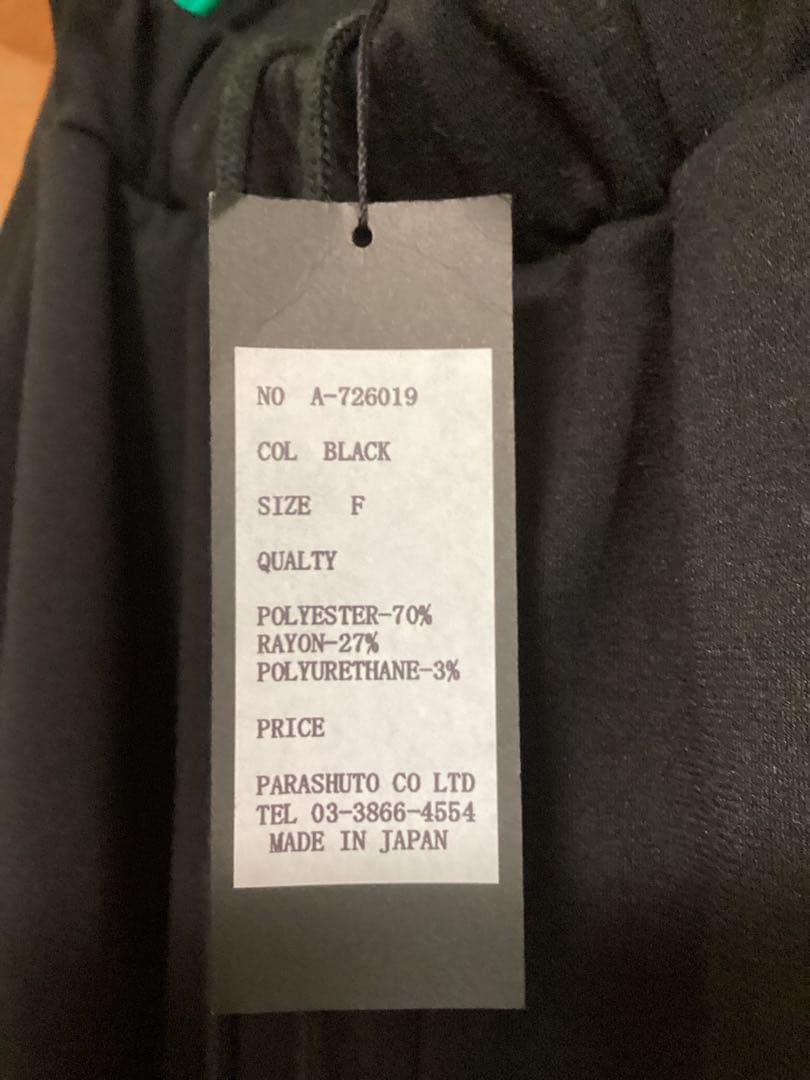 NO A-726019
COL BLACK
SIZE F
QUALTY
POLYESTER-70%
RAYON-27%
POLYURETHANE-3%
PRICE
PARASHUTO CO LTD
TEL 03-3866-4554
MADE IN JAPAN